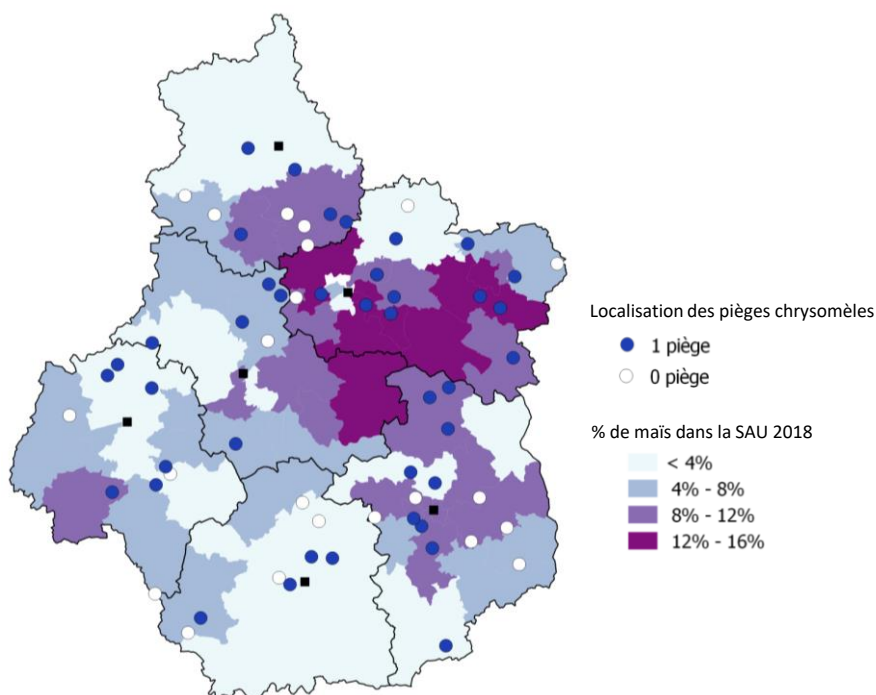 Localisation des pièges chrysomèles
1 piège
0 piège
% de maïs dans la SAU 2018
< 4%
4% - 8%
8% - 12%
12% - 16%